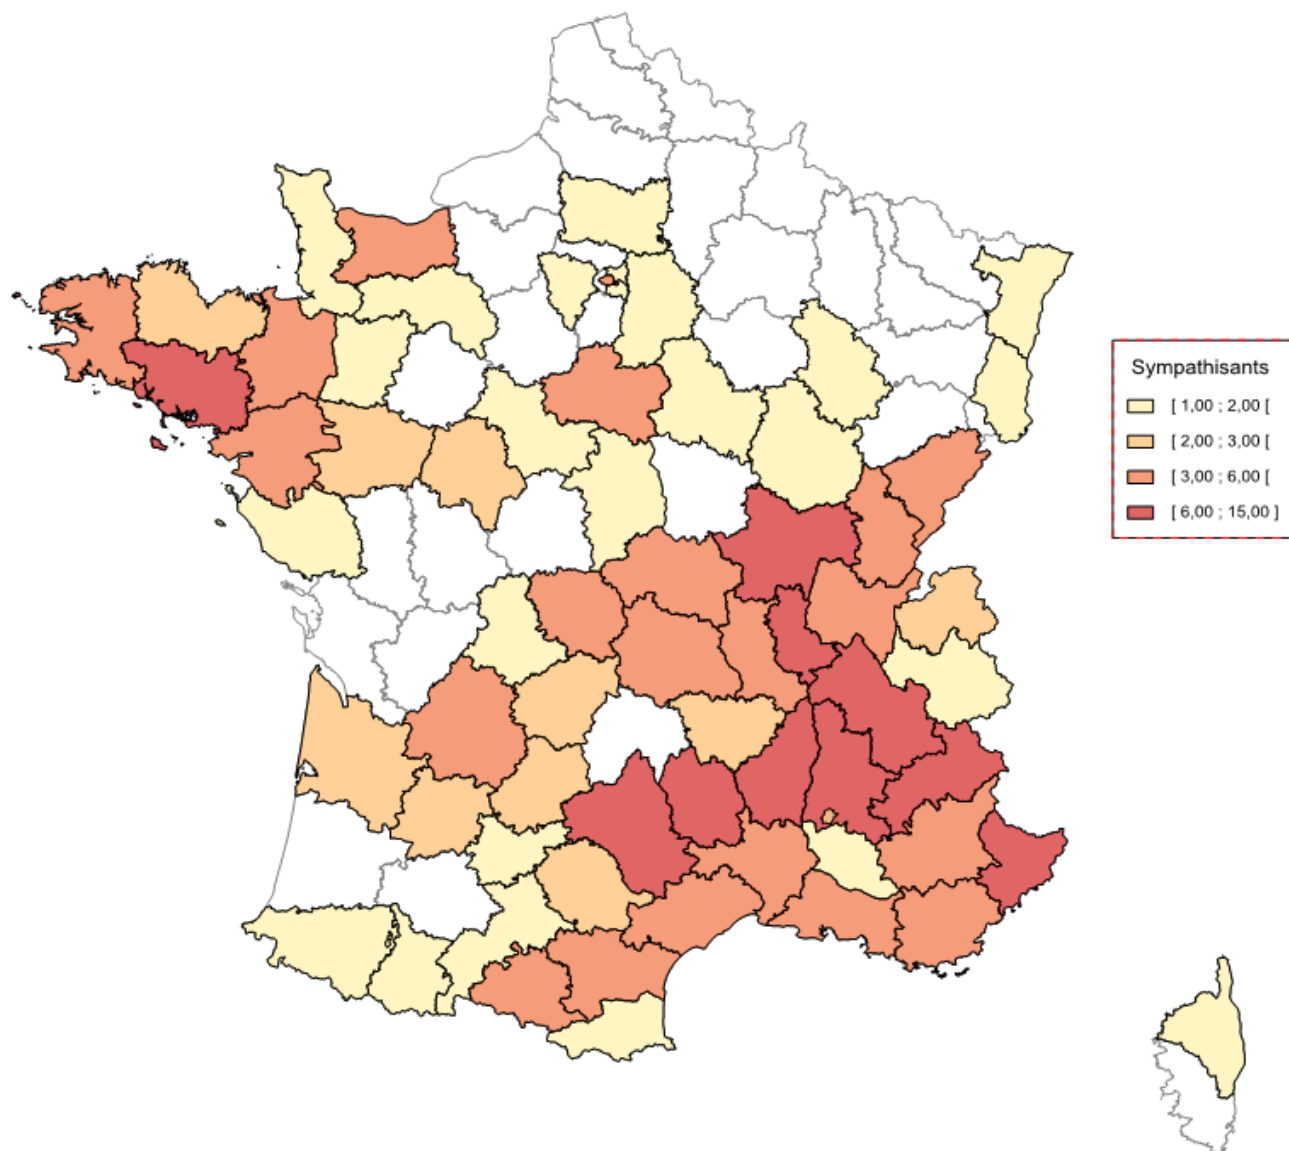 Sympathisants
[ 1,00 ; 2,00 [
[ 2,00 ; 3,00 [
[ 3,00 ; 6,00 [
[ 6,00 ; 15,00 ]